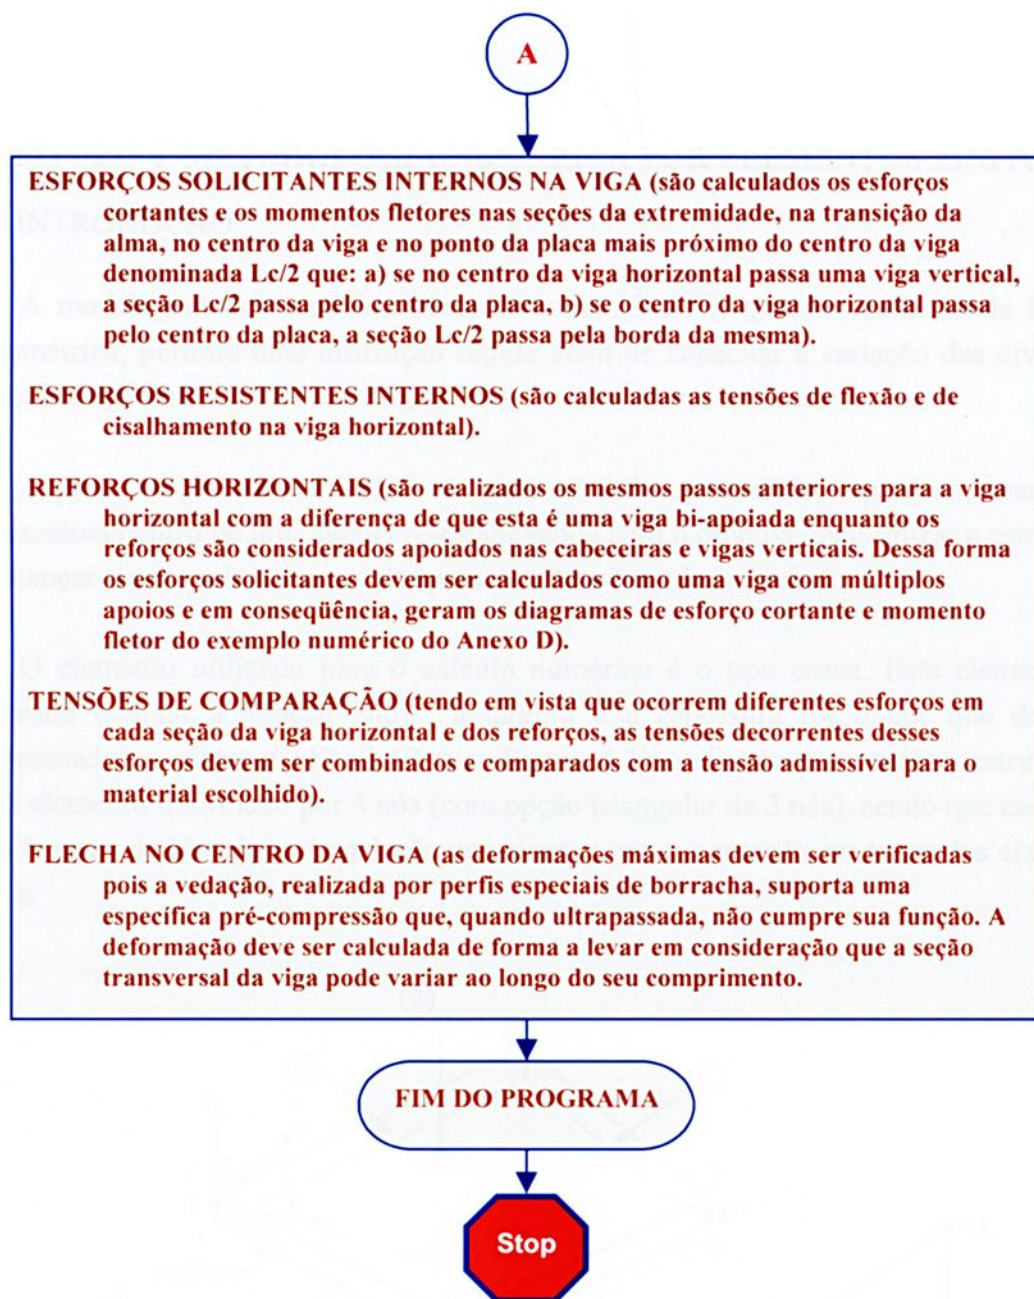 A
ESFORÇOS SOLICITANTES INTERNOS NA VIGA (são calculados os esforços
cortantes e os momentos fletores nas seções da extremidade, na transição da
alma, no centro da viga e no ponto da placa mais próximo do centro da viga
denominada Lc/2 que: a) se no centro da viga horizontal passa uma viga vertical,
a seção Lc/2 passa pelo centro da placa, b) se o centro da viga horizontal passa
pelo centro da placa, a seção Lc/2 passa pela borda da mesma).
ESFORÇOS RESISTENTES INTERNOS (são calculadas as tensões de flexão e de
cisalhamento na viga horizontal).
REFORÇOS HORIZONTAIS (são realizados os mesmos passos anteriores para a viga
horizontal com a diferença de que esta é uma viga bi-apoiada enquanto os
reforços são considerados apoiados nas cabeceiras e vigas verticais. Dessa forma
os esforços solicitantes devem ser calculados como uma viga com múltiplos
apoios e em conseqüência, geram os diagramas de esforço cortante e momento
fletor do exemplo numérico do Anexo D).
TENSÕES DE COMPARAÇÃO (tendo em vista que ocorrem diferentes esforços em
cada seção da viga horizontal e dos reforços, as tensões decorrentes desses
esforços devem ser combinados e comparados com a tensão admissível para o
material escolhido).
FLECHA NO CENTRO DA VIGA (as deformações máximas devem ser verificadas
pois a vedação, realizada por perfis especiais de borracha, suporta uma
específica pré-compressão que, quando ultrapassada, não cumpre sua função. A
deformação deve ser calculada de forma a levar em consideração que a seção
transversal da viga pode variar ao longo do seu comprimento.
FIM DO PROGRAMA
Stop